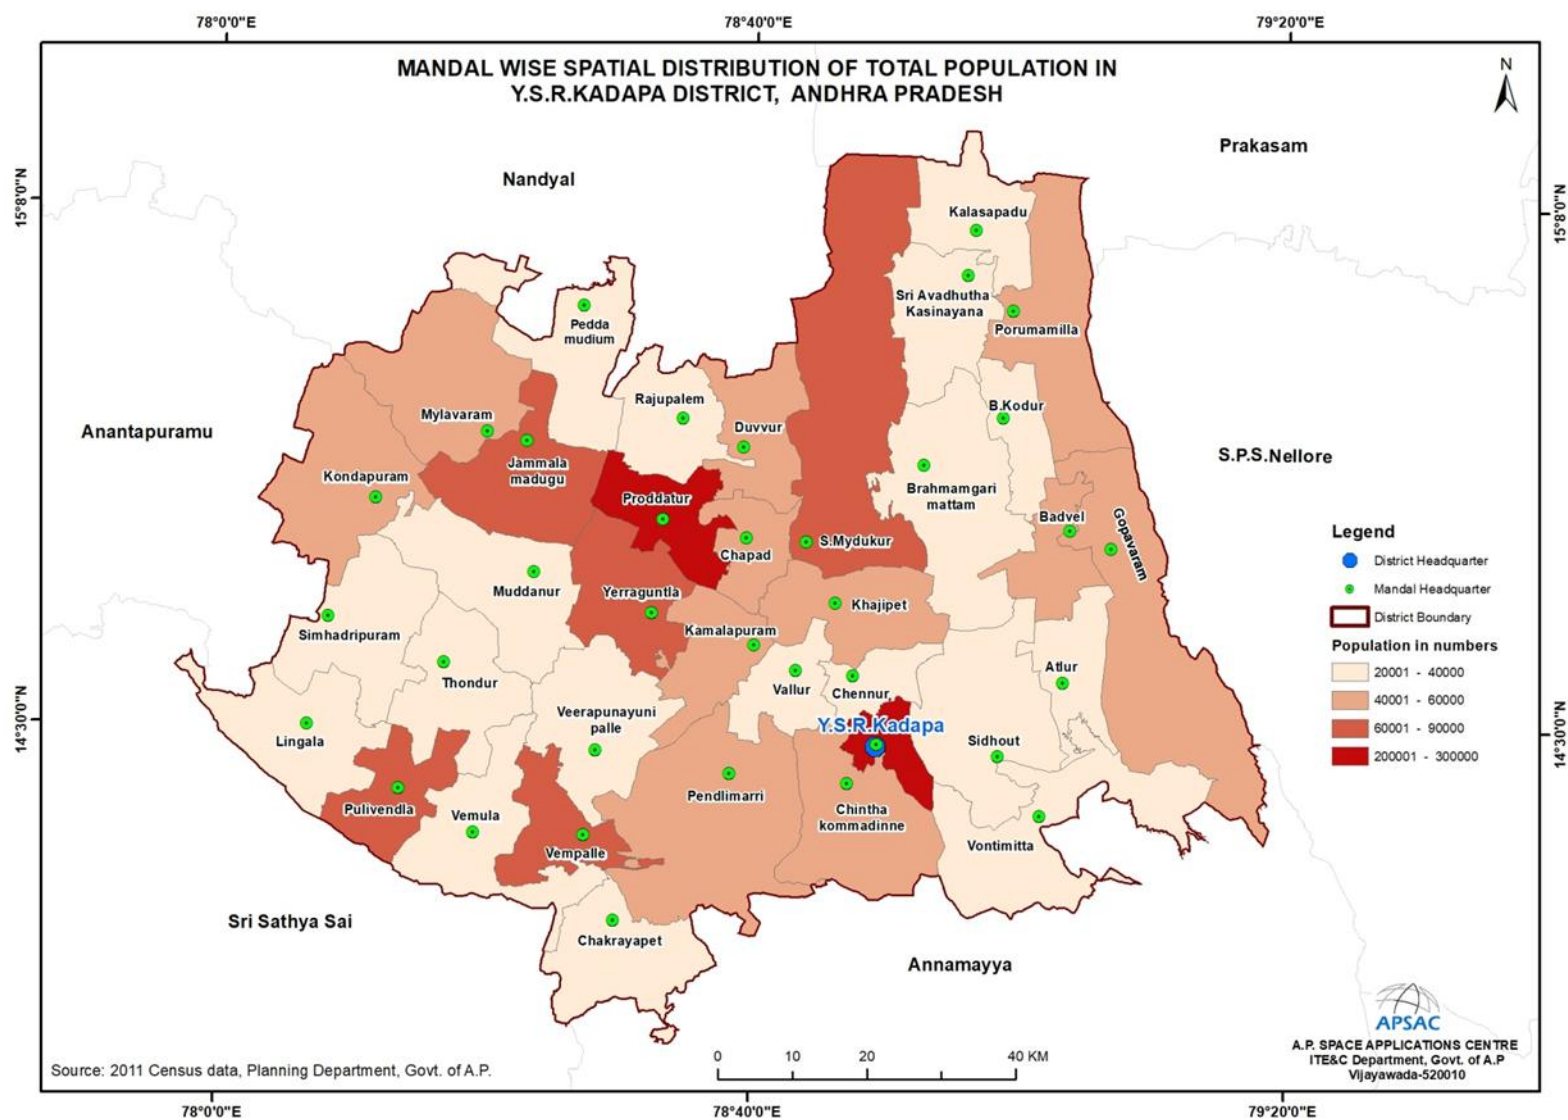 78°0'0"E
78°40'0"E
79°20'0"E
MANDAL WISE SPATIAL DISTRIBUTION OF TOTAL POPULATION IN
Y.S.R.KADAPA DISTRICT, ANDHRA PRADESH
N
Prakasam
Nandyal
15°8'0"N
15°8'0"N
Kalasapadu
Sri Avadhutha
Kasinayana
Porumamilla
Pedda
mudium
Rajupalem
B.Kodur
Mylavaram
Duvvur
Anantapuramu
S.P.S.Nellore
Jammala
madugu
Kondapuram
Brahmamgari
mattam
Proddatur
Badvel
Gopavaram
Chapad
S.Mydukur
Muddanur
Yerraguntla
Khajipet
Simhadripuram
Kamalapuram
Atlur
Thondur
Vallur
Chennur
Veerapunayuni
palle
Y.S.R.Kadapa
14°30'0"N
14°30'0"N
Lingala
Sidhout
Pendlimarri
Pulivendla
Vemula
Chintha
kommadinne
Vontimitta
Vempalle
Chakrayapet
Sri Sathya Sai
Annamayya
Legend
District Headquarter
Mandal Headquarter
District Boundary
Population in numbers
20001 - 40000
40001 - 60000
60001 - 90000
200001 - 300000
APSAC
A.P. SPACE APPLICATIONS CENTRE
ITE&C Department, Govt. of A.P
Vijayawada-520010
0 10 20 40 KM
Source: 2011 Census data, Planning Department, Govt. of A.P.
78°0'0"E
78°40'0"E
79°20'0"E